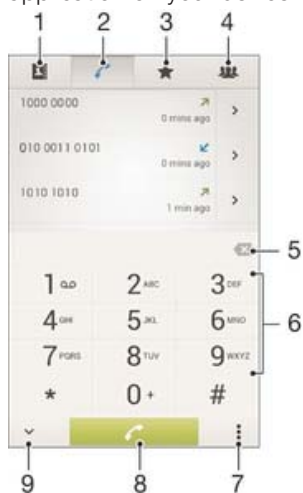 1 2 3 4
1000 0000
0 mins ago
010 0011 0101
0 mins ago
1010 1010
1 min ago
5
1 2 ABC 3 DEF
4 GHI 5 JKL 6 MNO
6
7 PQRS 8 TUV 9 WXYZ
* 0 + #
9 8 7